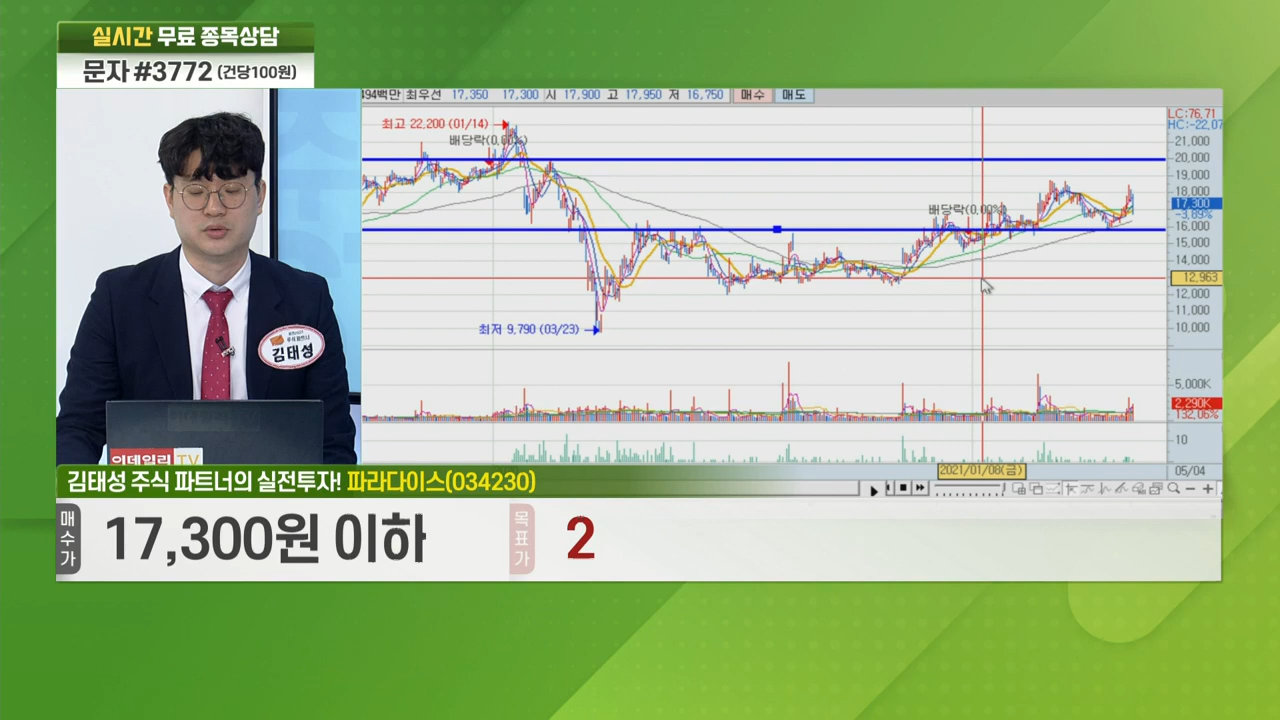 실시간 무료 종목상담
문자 #3772 (건당100원)
494백만 최우선 17,350 17,300 시 17,900 고 17,950 저 16,750 매수 매도
최고 22,200 (01/14)
배당락(0.00%)
배당락(0.00%)
최저 9,790 (03/23)
LC:76.71
HC:-22.07
21,000
20,000
19,000
18,000
17,300
-3.89%
16,000
15,000
14,000
12,963
12,000
11,000
10,000
5,000K
2,290K
132.06%
10
2021/01/08(금)
05/04
김태성
이데일리 TV
김태성 주식 파트너의 실전투자! 파라다이스(034230)
매수가 17,300원 이하 목표가 2